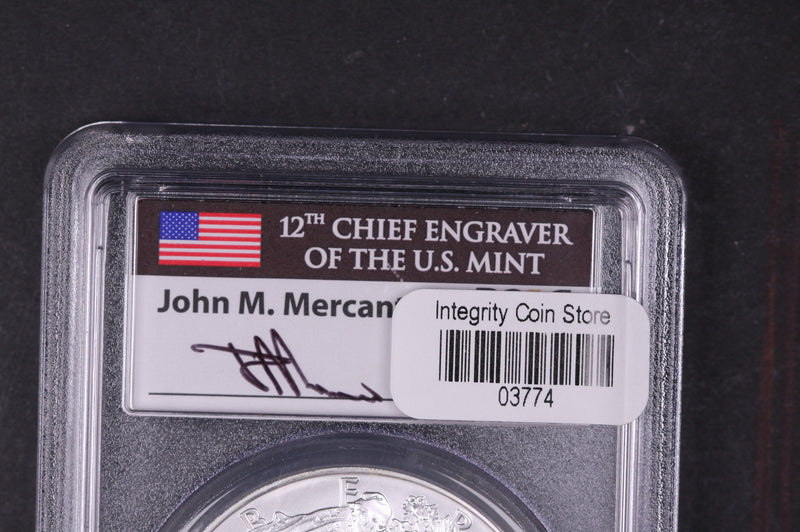 12TH CHIEF ENGRAVER
OF THE U.S. MINT
John M. Mercan
Integrity Coin Store
03774